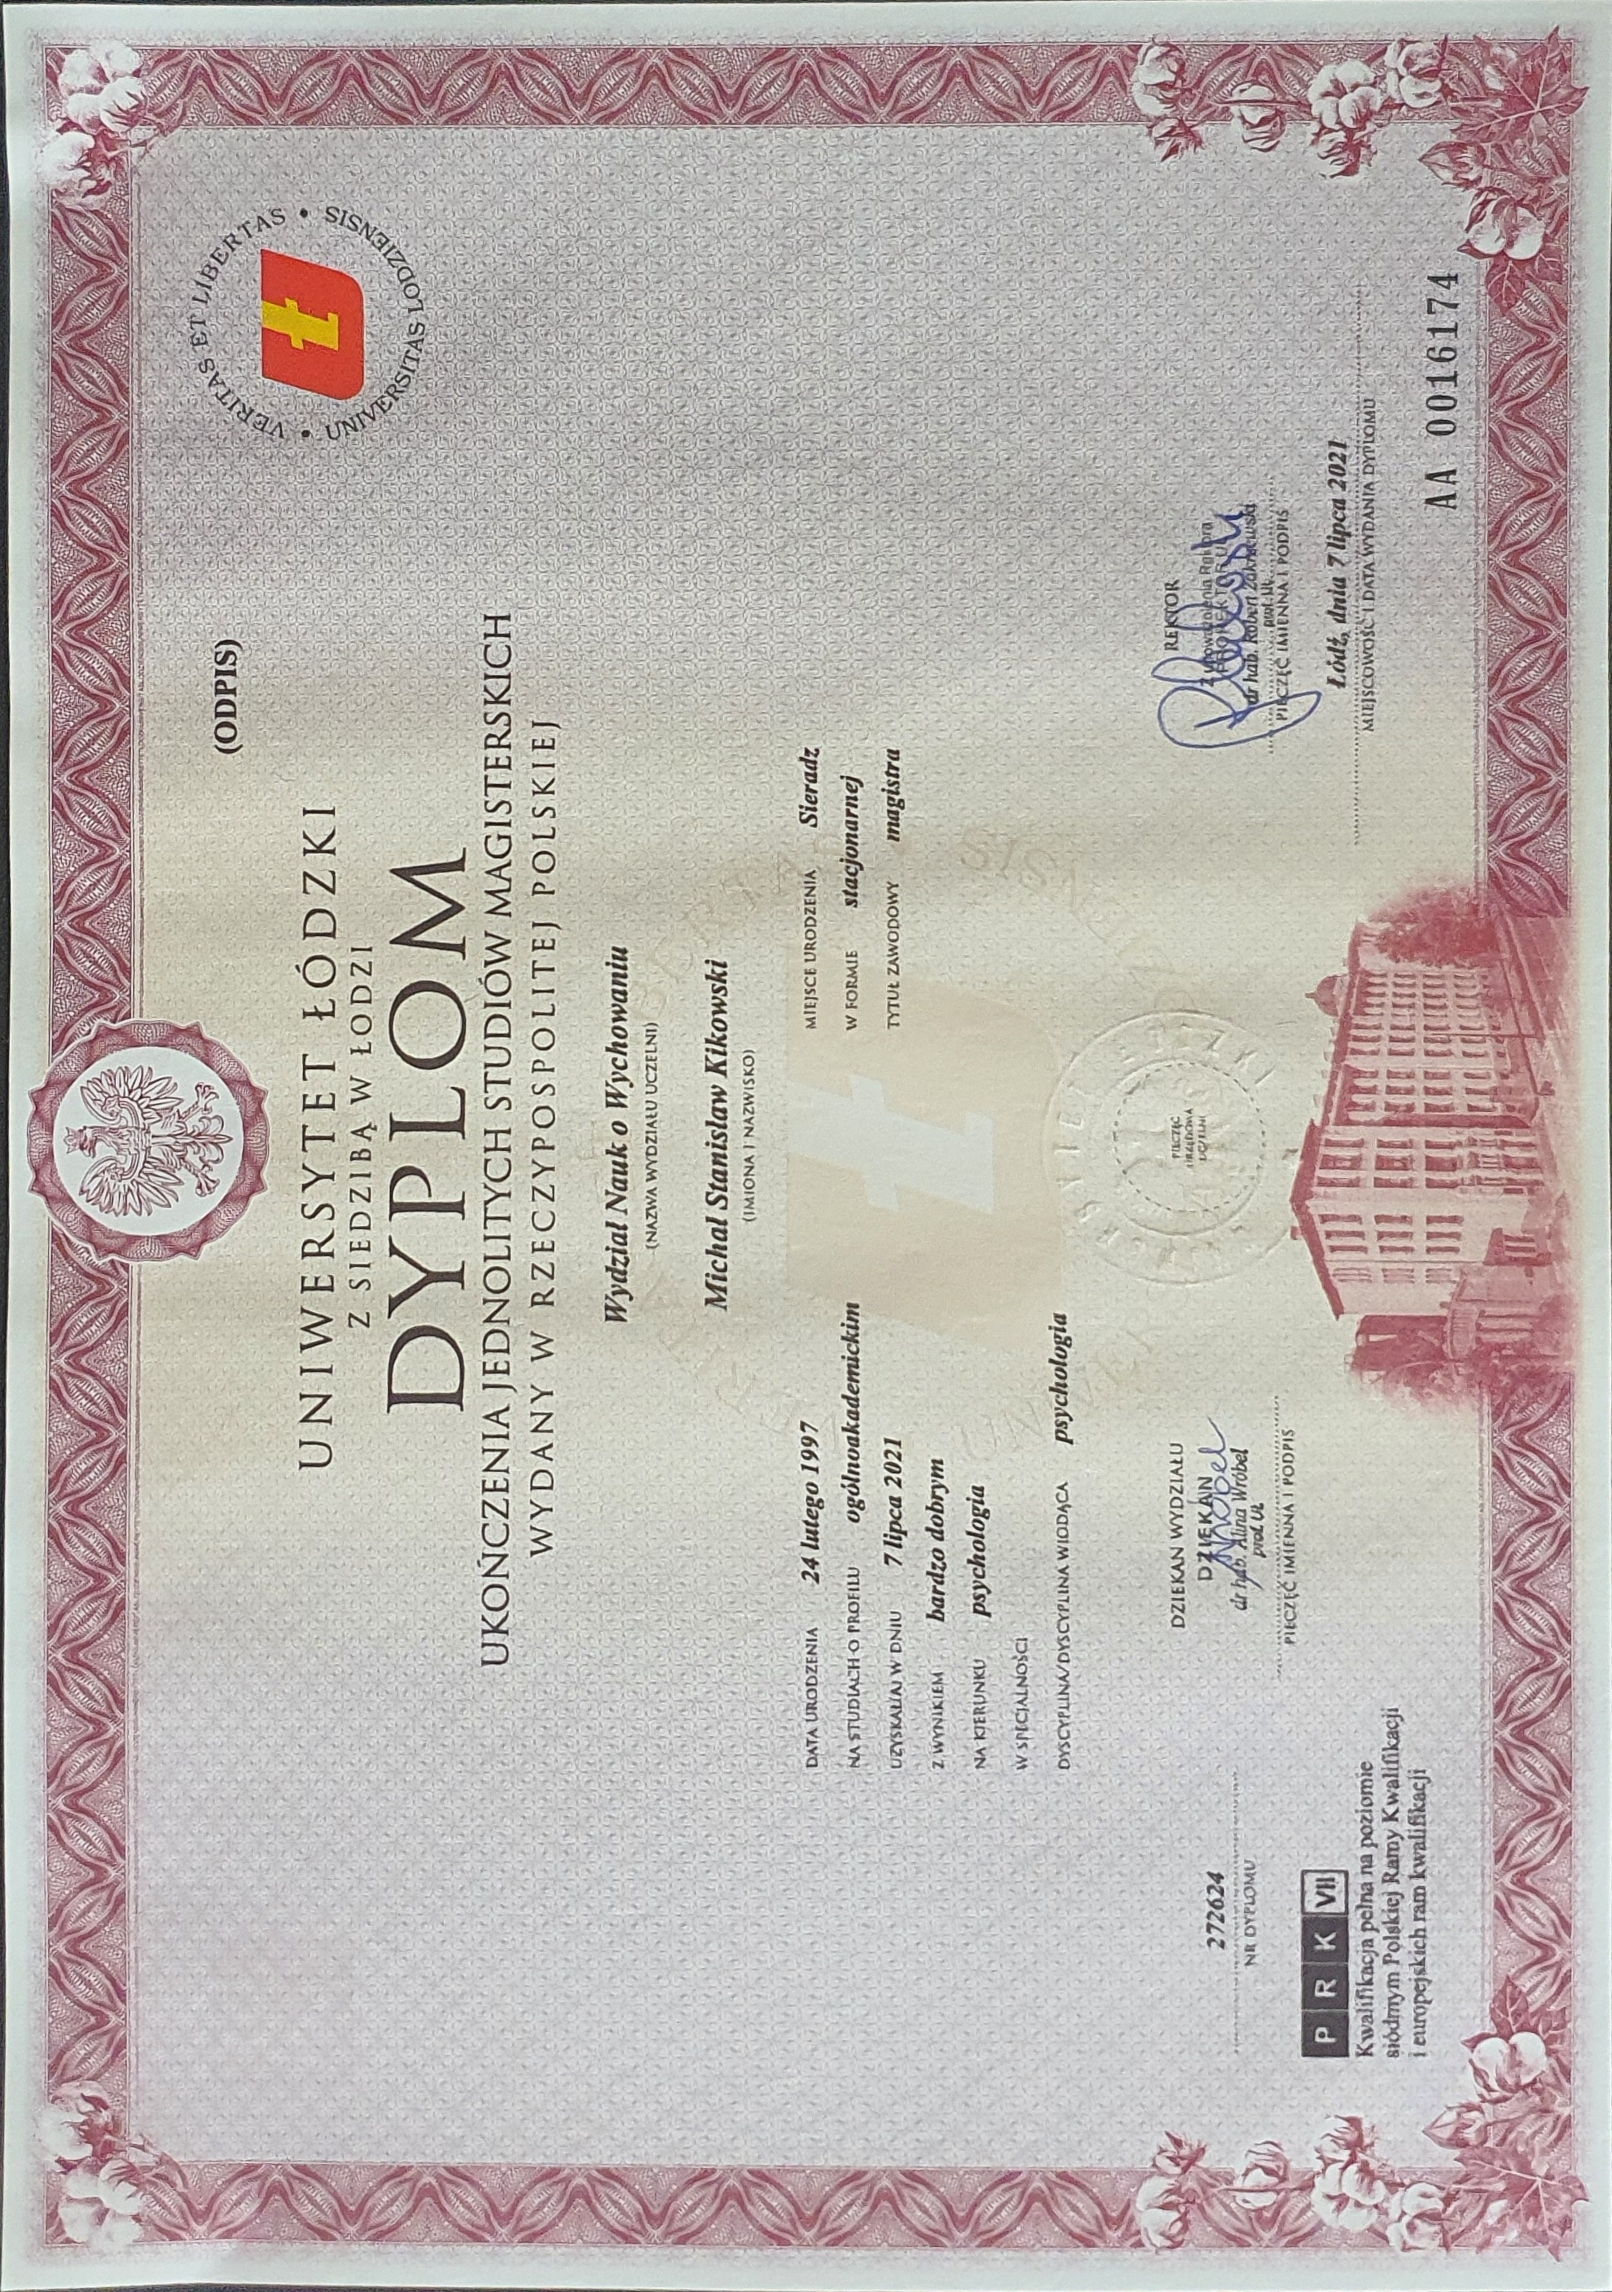 (ODPIS)
VERITAS ET LIBERTAS
UNIVERSITAS LODZIENSIS
UNIWERSYTET ŁÓDZKI
Z SIEDZIBĄ W ŁODZI
DYPLOM
UKOŃCZENIA JEDNOLITYCH STUDIÓW MAGISTERSKICH
WYDANY W RZECZYPOSPOLITEJ POLSKIEJ
Wydział Nauk o Wychowaniu
(NAZWA WYDZIAŁU UCZELNI)
Michał Stanisław Kikowski
(IMIONA I NAZWISKO)
DATA URODZENIA 24 lutego 1997
MIEJSCE URODZENIA Sieradz
NA STUDIACH O PROFILU ogólnoakademickim
W FORMIE stacjonarnej
UZYSKAŁ(A) W DNIU 7 lipca 2021
TYTUŁ ZAWODOWY magistra
Z WYNIKIEM bardzo dobrym
NA KIERUNKU psychologia
W SPECJALNOŚCI
DYSCYPLINA/DYSCYPLINA WIODĄCA psychologia
272624
NR DYPLOMU
DZIEKAN WYDZIAŁU
DZIEKAN
dr hab. Alina Wróbel
prof. UŁ
PIECZĘĆ IMIENNA I PODPIS
PIECZĘĆ
URZĘDOWA
UCZELNI
REKTOR
Z upoważnienia Rektora
PROREKTOR UŁ
dr hab. Robert Zakrzewski
prof. UŁ
PIECZĘĆ IMIENNA I PODPIS
Łódź, dnia 7 lipca 2021
MIEJSCOWOŚĆ I DATA WYDANIA DYPLOMU
PRK VII
Kwalifikacja pełna na poziomie
siódmym Polskiej Ramy Kwalifikacji
i europejskich ram kwalifikacji
AA 0016174